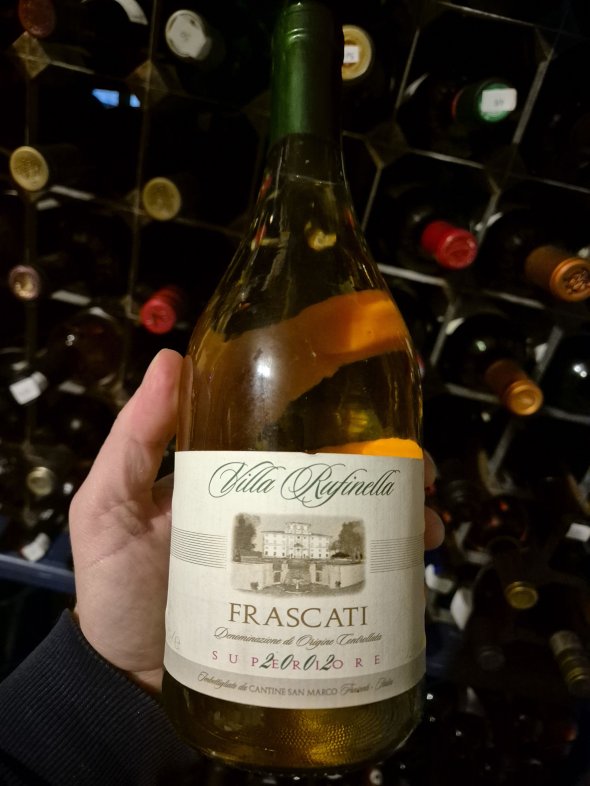 Villa Rufinella
FRASCATI
Denominazione di Origine Controllata
SUPERIORE
2002
Imbottigliato da CANTINE SAN MARCO Frascati - Italia